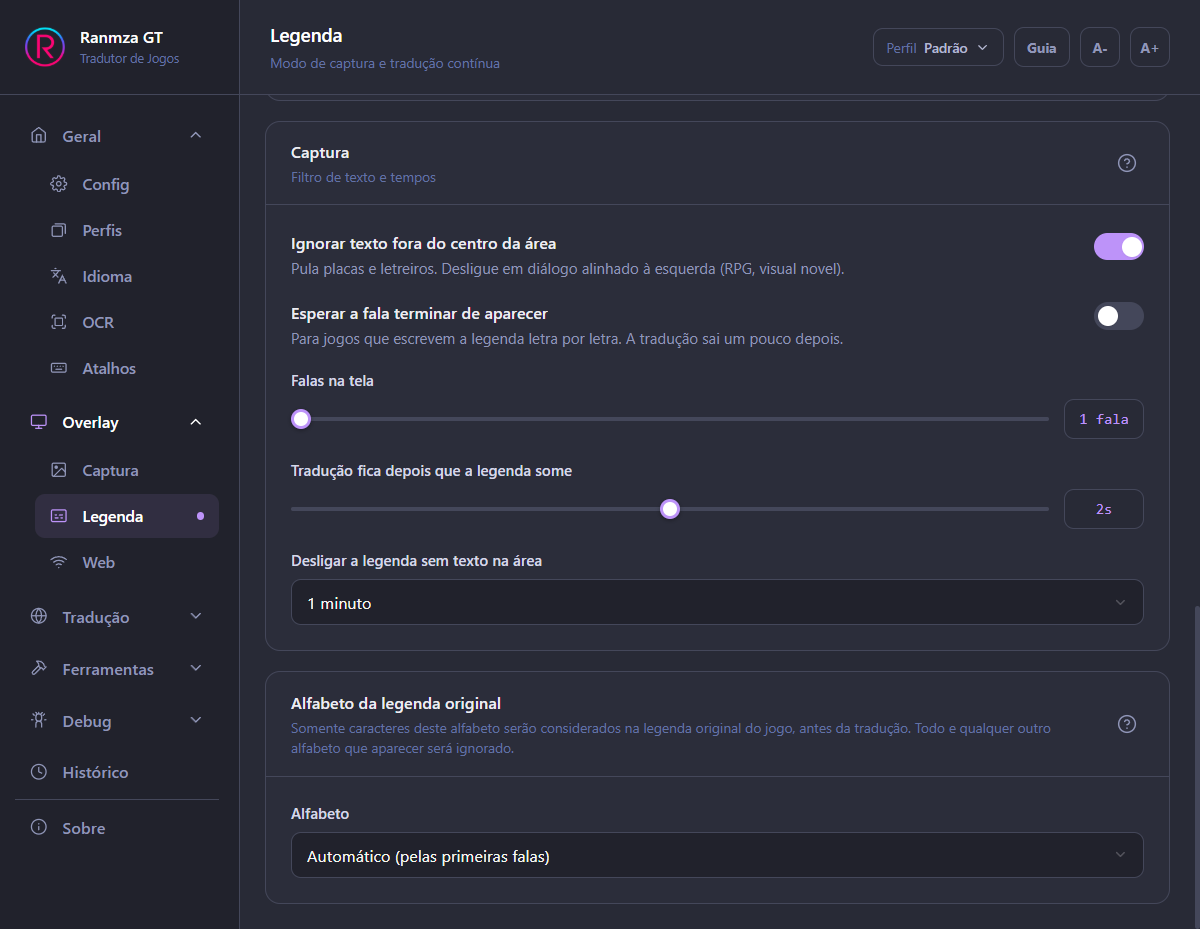 Ranmza GT
Tradutor de Jogos
Geral
Config
Perfis
Idioma
OCR
Atalhos
Overlay
Captura
Legenda
Web
Tradução
Ferramentas
Debug
Histórico
Sobre
Legenda
Modo de captura e tradução contínua
Perfil Padrão
Guia
A-
A+
Captura
Filtro de texto e tempos
Ignorar texto fora do centro da área
Pula placas e letreiros. Desligue em diálogo alinhado à esquerda (RPG, visual novel).
Esperar a fala terminar de aparecer
Para jogos que escrevem a legenda letra por letra. A tradução sai um pouco depois.
Falas na tela
1 fala
Tradução fica depois que a legenda some
2s
Desligar a legenda sem texto na área
1 minuto
Alfabeto da legenda original
Somente caracteres deste alfabeto serão considerados na legenda original do jogo, antes da tradução. Todo e qualquer outro
alfabeto que aparecer será ignorado.
Alfabeto
Automático (pelas primeiras falas)